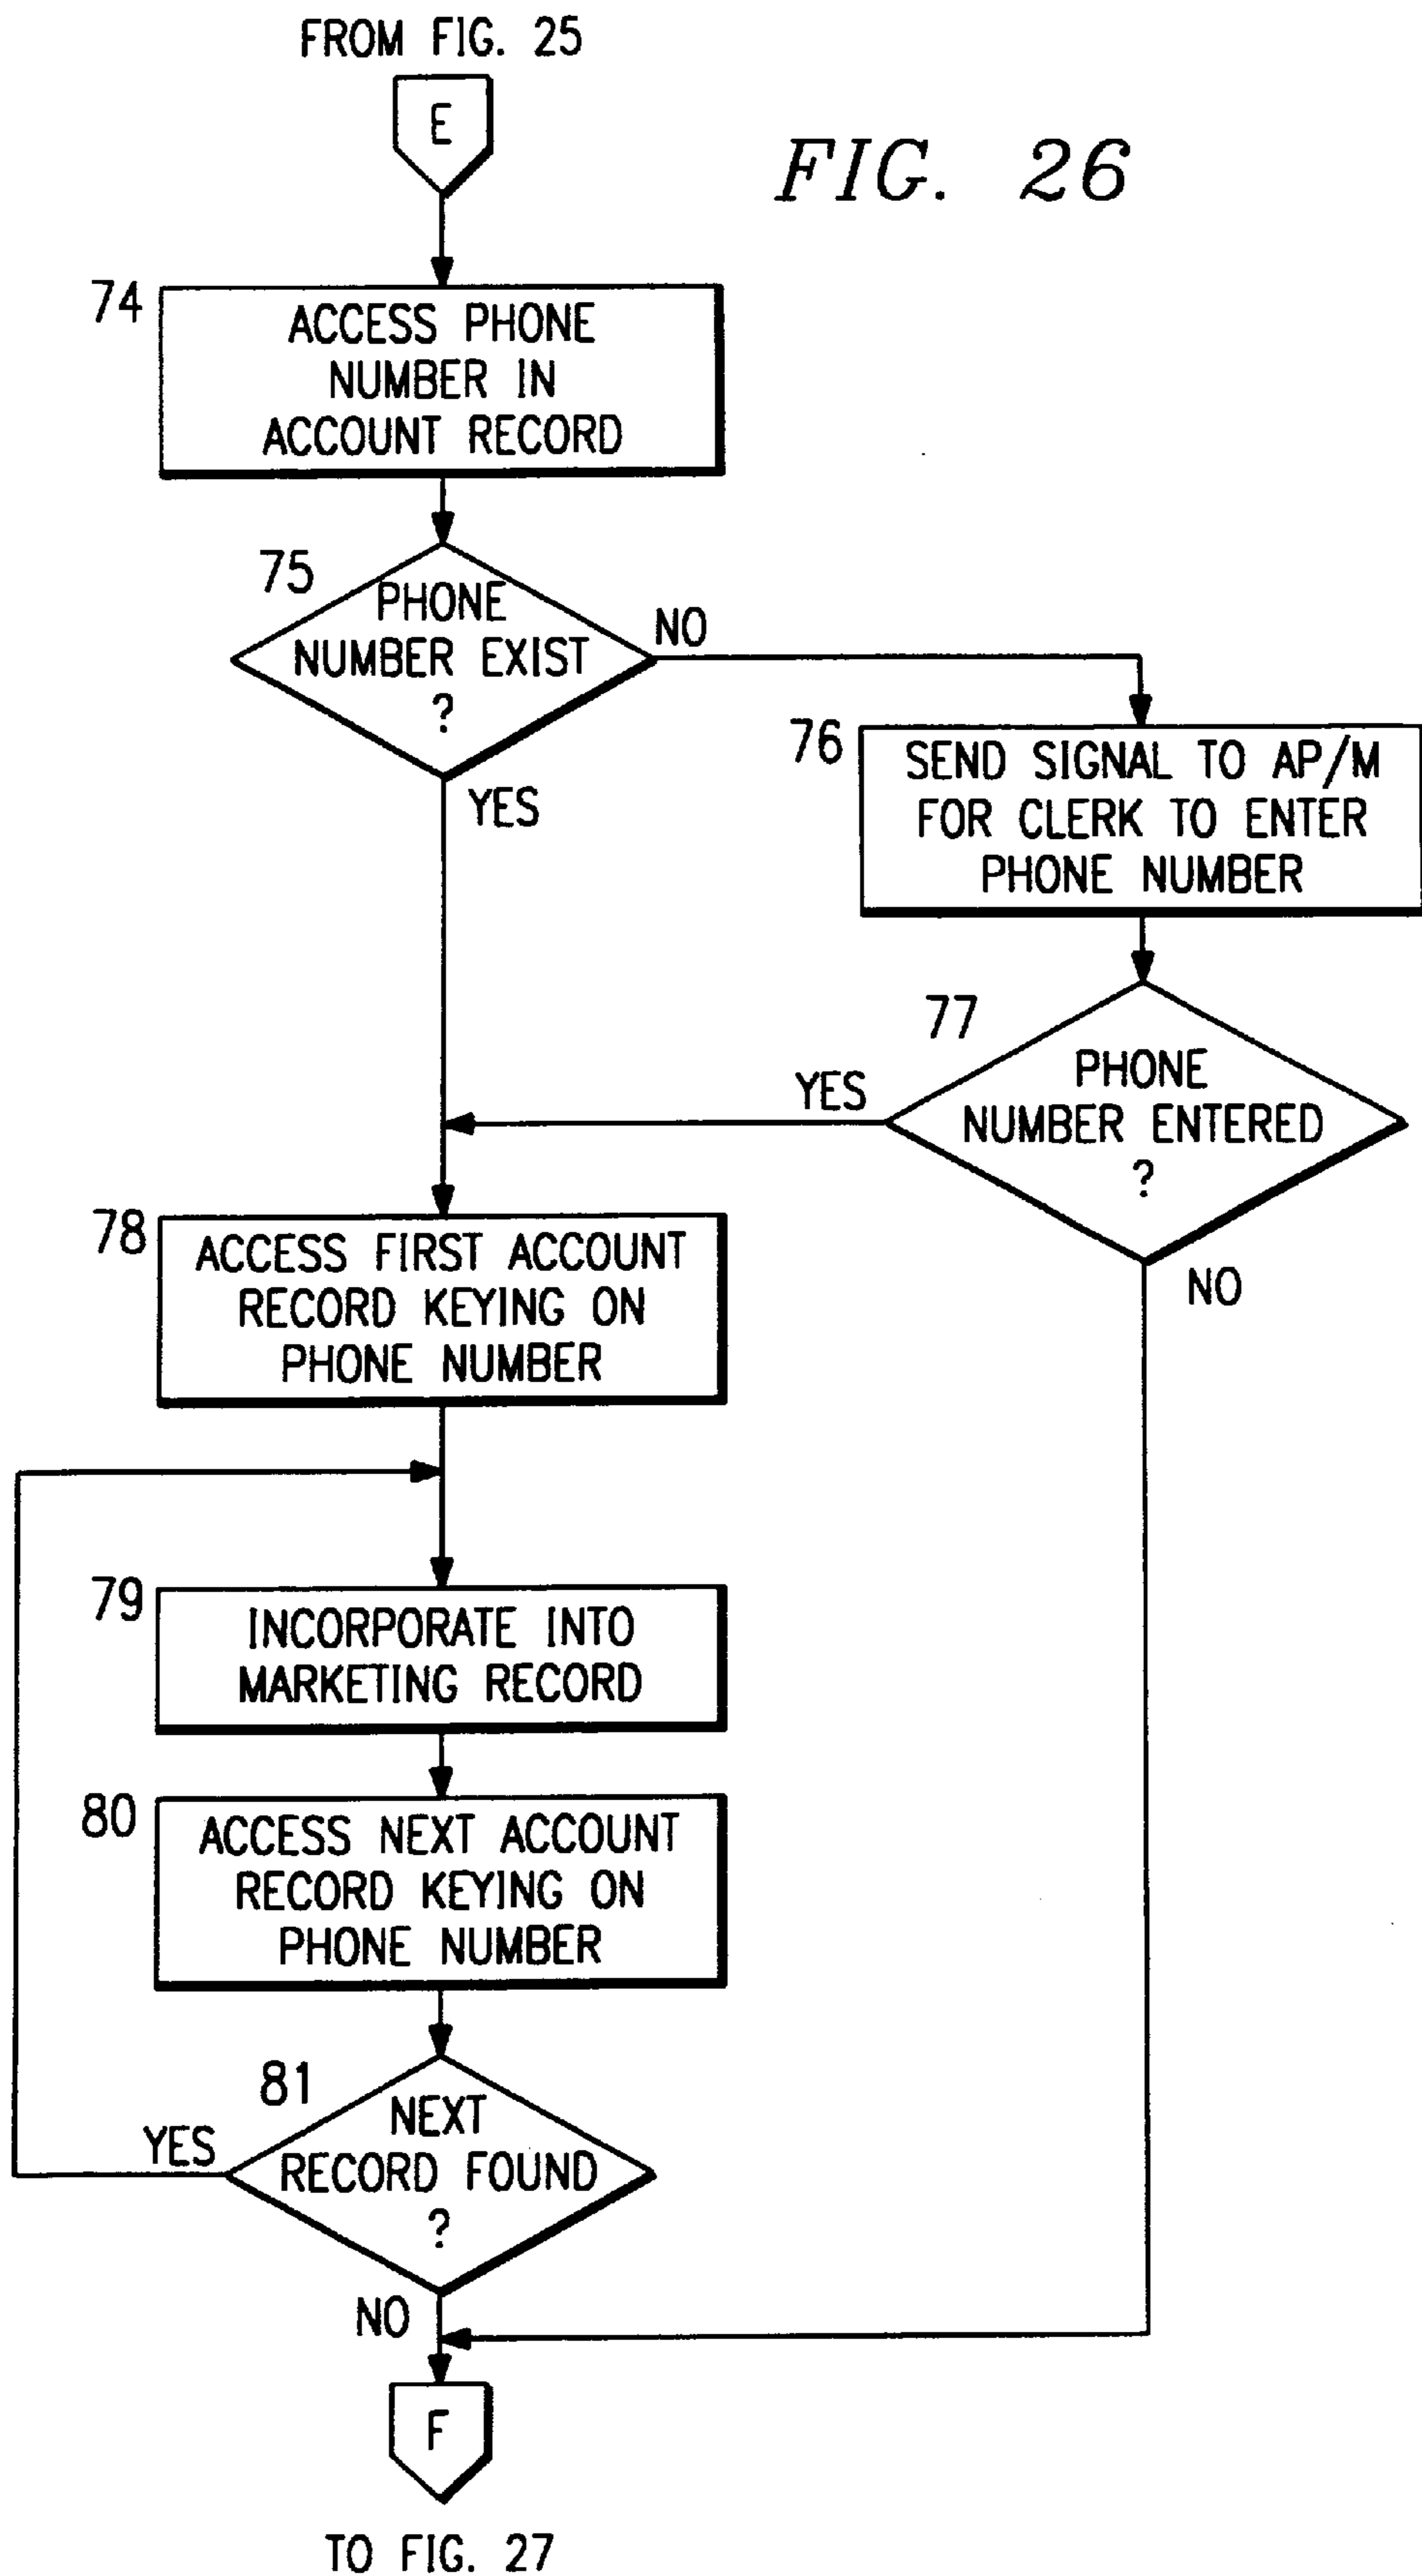 FROM FIG. 25
E
FIG. 26
74
ACCESS PHONE
NUMBER IN
ACCOUNT RECORD
75
PHONE
NUMBER EXIST
?
NO
YES
76
SEND SIGNAL TO AP/M
FOR CLERK TO ENTER
PHONE NUMBER
77
PHONE
NUMBER ENTERED
?
YES
NO
78
ACCESS FIRST ACCOUNT
RECORD KEYING ON
PHONE NUMBER
79
INCORPORATE INTO
MARKETING RECORD
80
ACCESS NEXT ACCOUNT
RECORD KEYING ON
PHONE NUMBER
81
NEXT
RECORD FOUND
?
YES
NO
F
TO FIG. 27